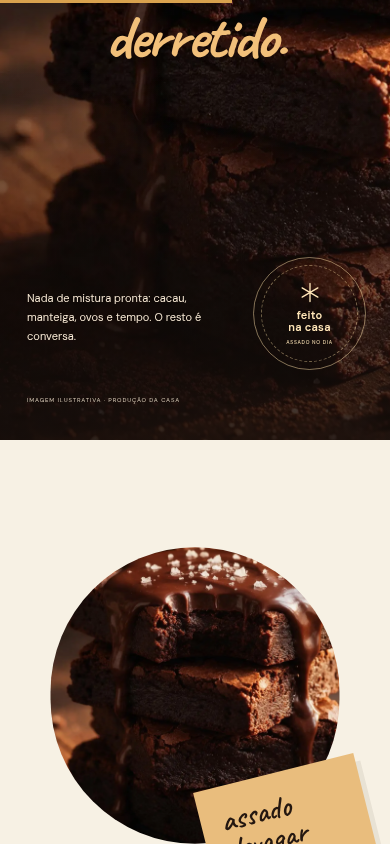 derretido.
Nada de mistura pronta: cacau,
manteiga, ovos e tempo. O resto é
conversa.
feito
na casa
ASSADO NO DIA
IMAGEM ILUSTRATIVA · PRODUÇÃO DA CASA
assado
devagar